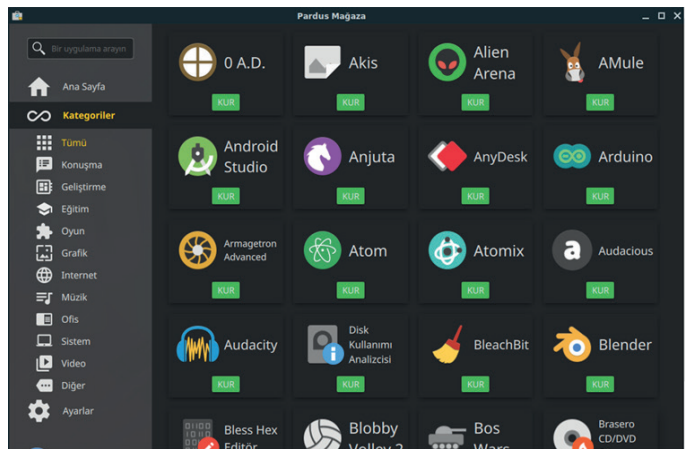 Pardus Mağaza
Bir uygulama arayın
Ana Sayfa
Kategoriler
Tümü
Konuşma
Geliştirme
Eğitim
Oyun
Grafik
Internet
Müzik
Ofis
Sistem
Video
Diğer
Ayarlar
0 A.D.
KUR
Akis
KUR
Alien
Arena
KUR
AMule
KUR
Android
Studio
KUR
Anjuta
KUR
AnyDesk
KUR
Arduino
KUR
Armagetron
Advanced
KUR
Atom
KUR
Atomix
KUR
Audacious
KUR
Audacity
KUR
Disk
Kullanımı
Analizcisi
KUR
BleachBit
KUR
Blender
KUR
Bless Hex
Editör
Blobby
Volley 2
Bos
Wars
Brasero
CD/DVD